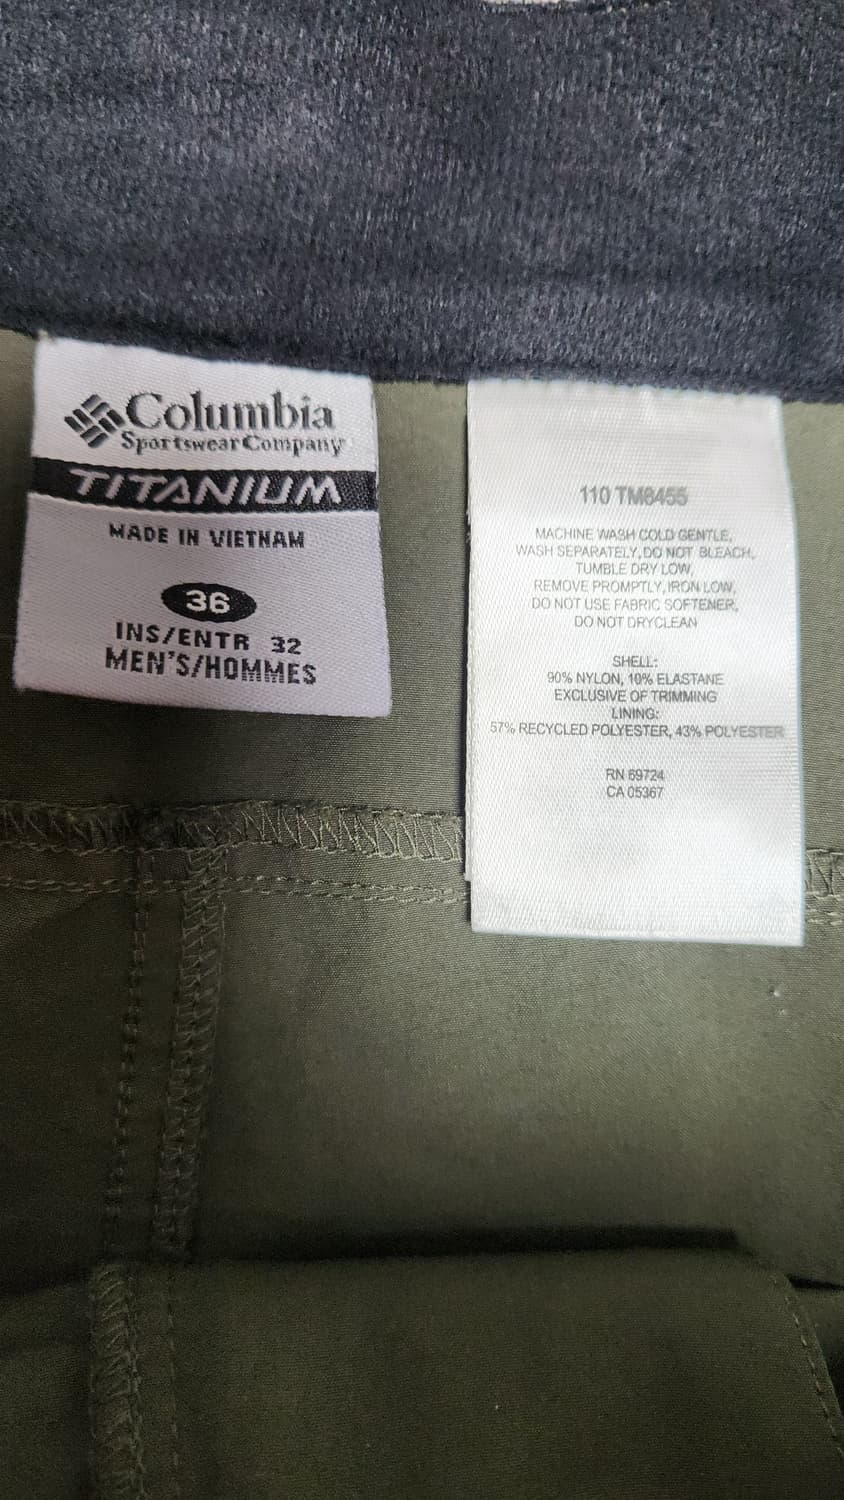 Columbia
Sportswear Company
TITANIUM
MADE IN VIETNAM
36
INS/ENTR 32
MEN'S/HOMMES
110 TM8455
MACHINE WASH COLD GENTLE,
WASH SEPARATELY, DO NOT BLEACH,
TUMBLE DRY LOW,
REMOVE PROMPTLY, IRON LOW,
DO NOT USE FABRIC SOFTENER,
DO NOT DRYCLEAN
SHELL:
90% NYLON, 10% ELASTANE
EXCLUSIVE OF TRIMMING
LINING:
57% RECYCLED POLYESTER, 43% POLYESTER
RN 69724
CA 05367